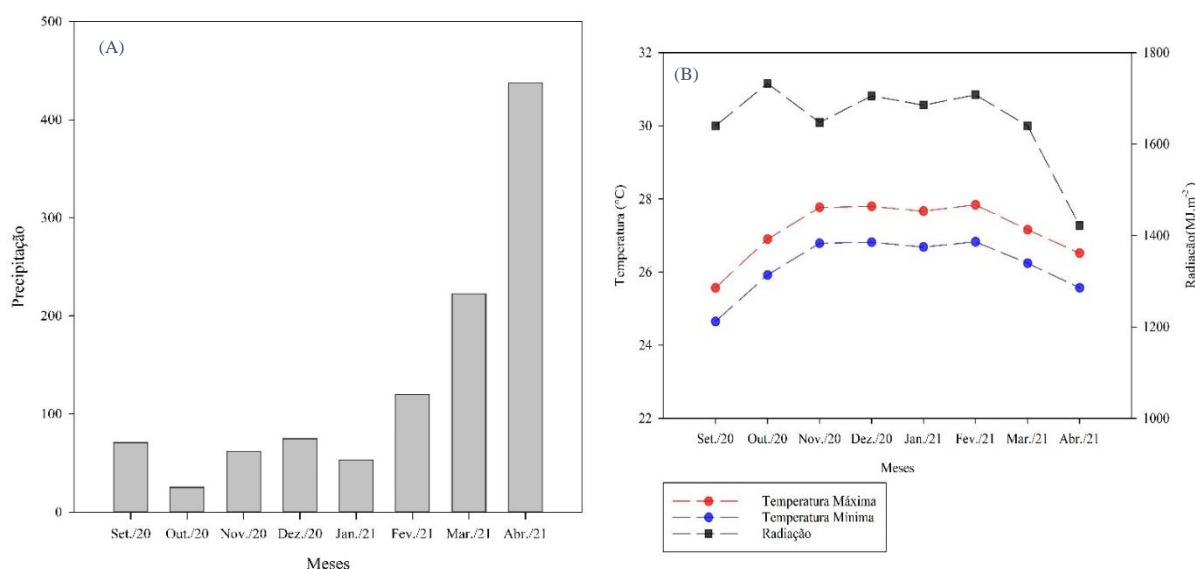 (A)
500
400
300
200
100
0
Precipitação
Set./20 Out./20 Nov./20 Dez./20 Jan./21 Fev./21 Mar./21 Abr./21
Meses
(B)
32
30
28
26
24
22
Temperatura (°C)
1800
1600
1400
1200
1000
Radiação(MJ.m⁻²)
Set./20 Out./20 Nov./20 Dez./20 Jan./21 Fev./21 Mar./21 Abr./21
Meses
Temperatura Máxima
Temperatura Mínima
Radiação